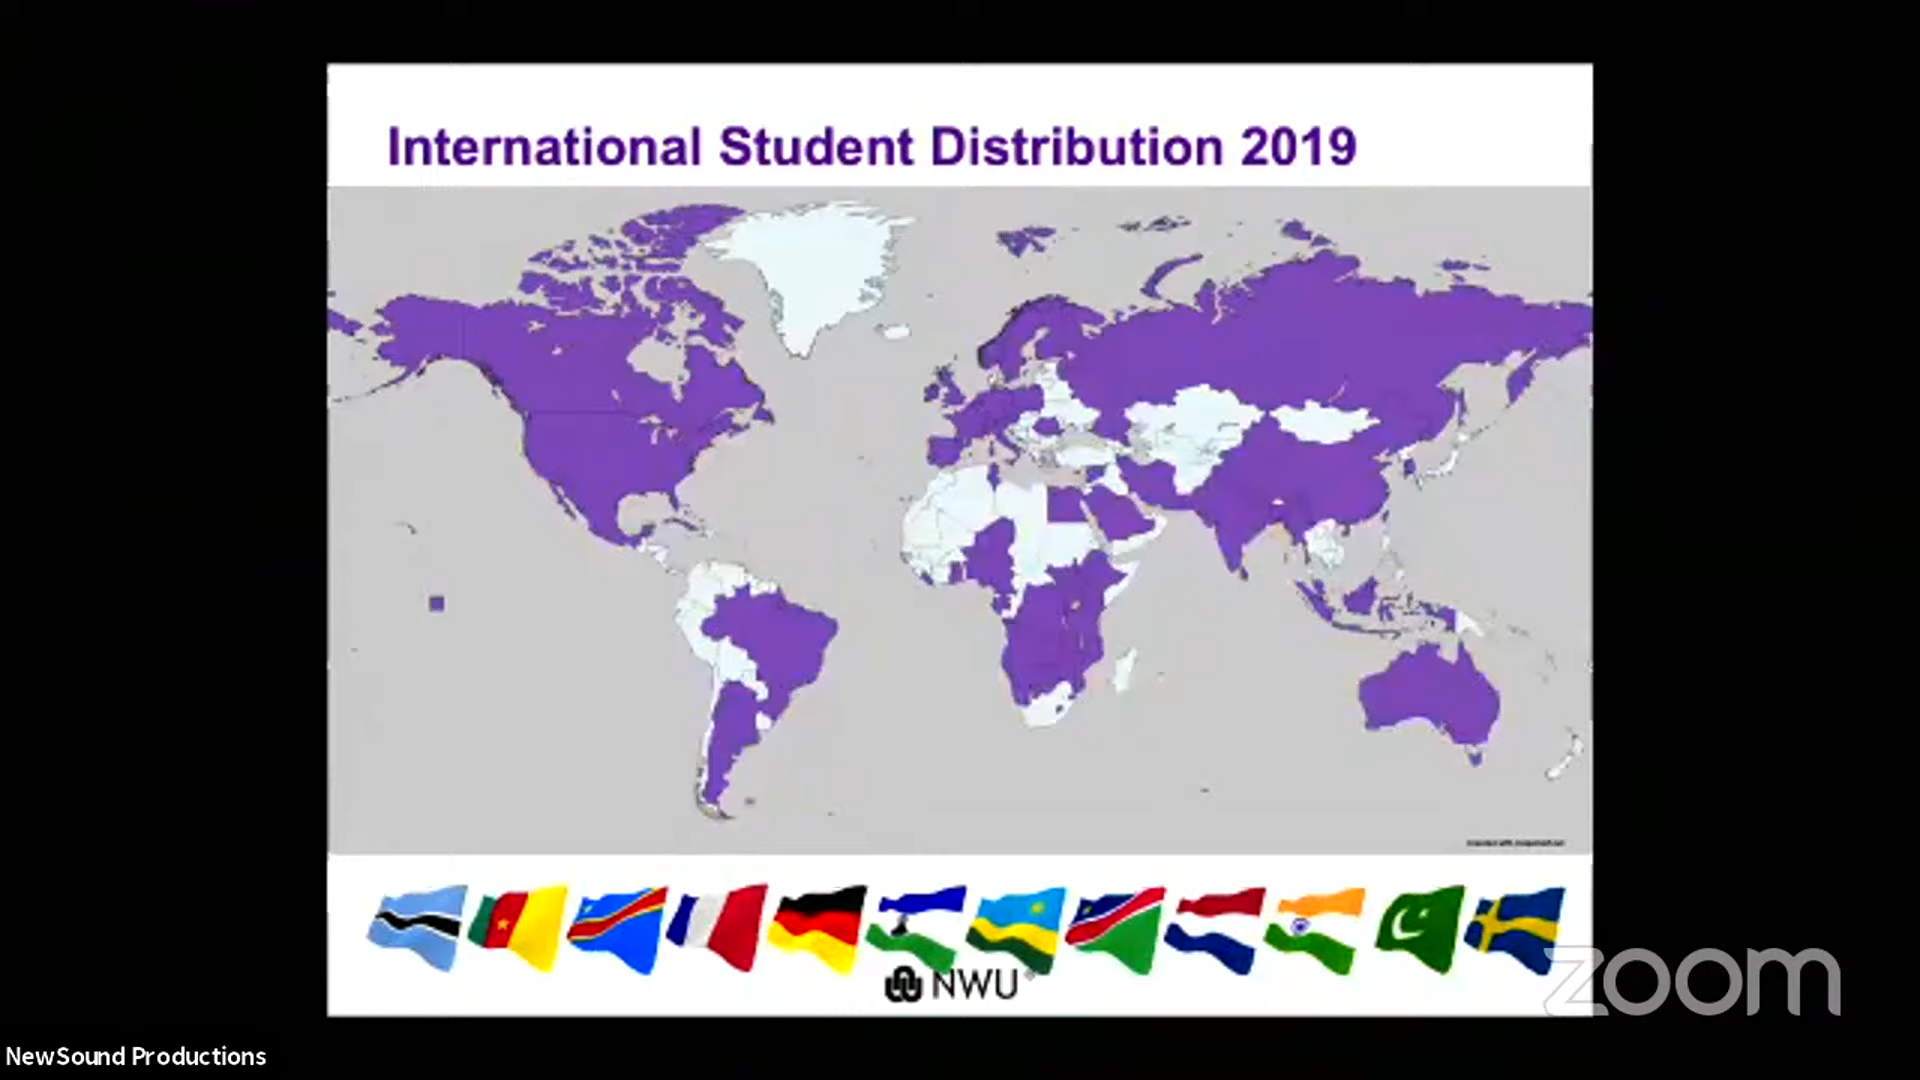 International Student Distribution 2019
NWU
zoom
NewSound Productions